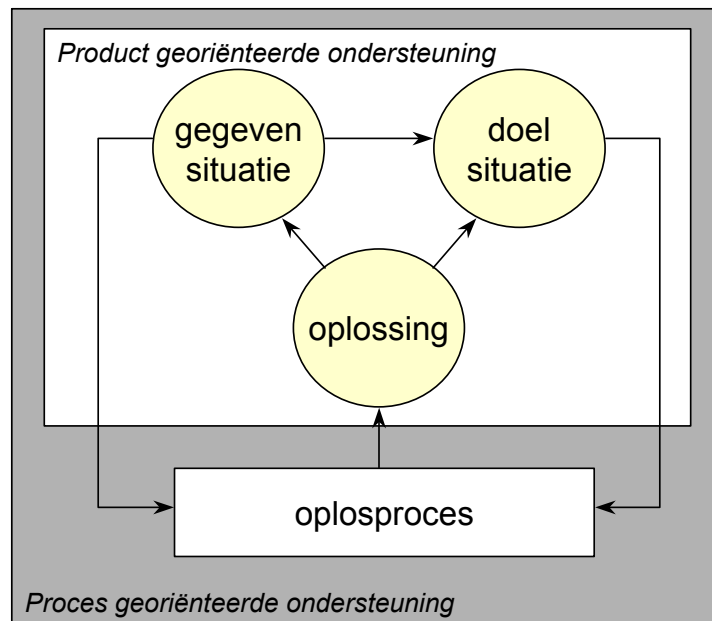 Product georiënteerde ondersteuning
gegeven
situatie
doel
situatie
oplossing
oplosproces
Proces georiënteerde ondersteuning